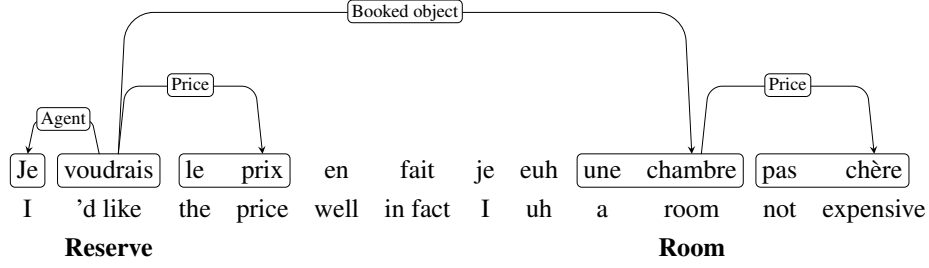 Booked object
Price Price
Agent
Je voudrais le prix en fait je euh une chambre pas chère
I 'd like the price well in fact I uh a room not expensive
Reserve Room